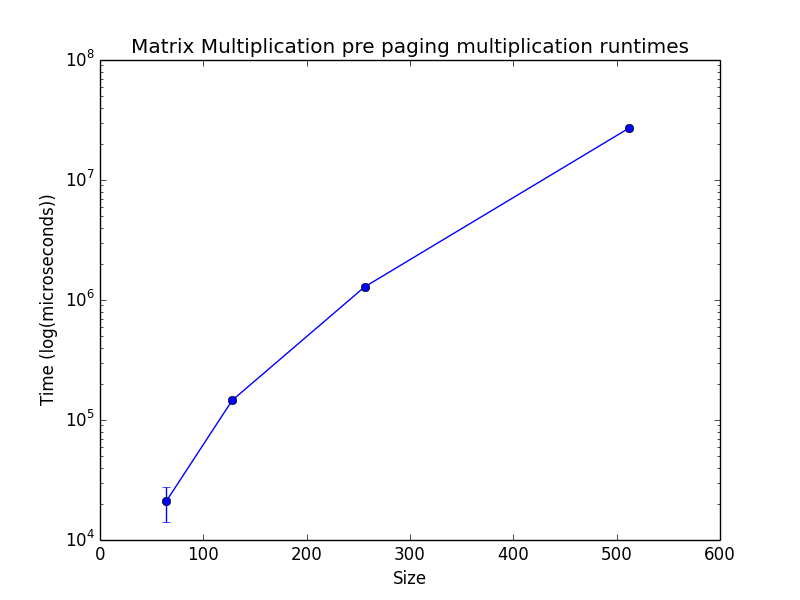 Matrix Multiplication pre paging multiplication runtimes
10^8
10^7
10^6
10^5
10^4
Time (log(microseconds))
0 100 200 300 400 500 600
Size